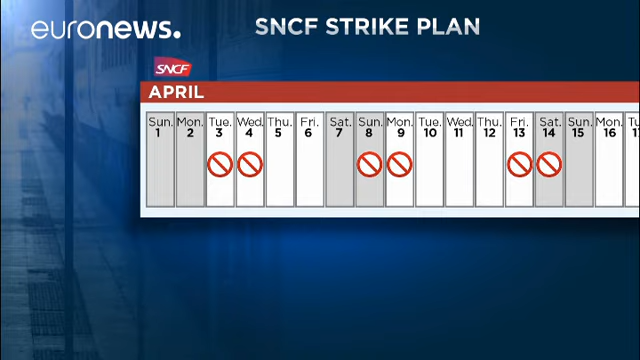 euronews.
SNCF STRIKE PLAN
SNCF
APRIL
Sun. Mon. Tue. Wed. Thu. Fri. Sat. Sun. Mon. Tue. Wed. Thu. Fri. Sat. Sun. Mon.
1 2 3 4 5 6 7 8 9 10 11 12 13 14 15 16